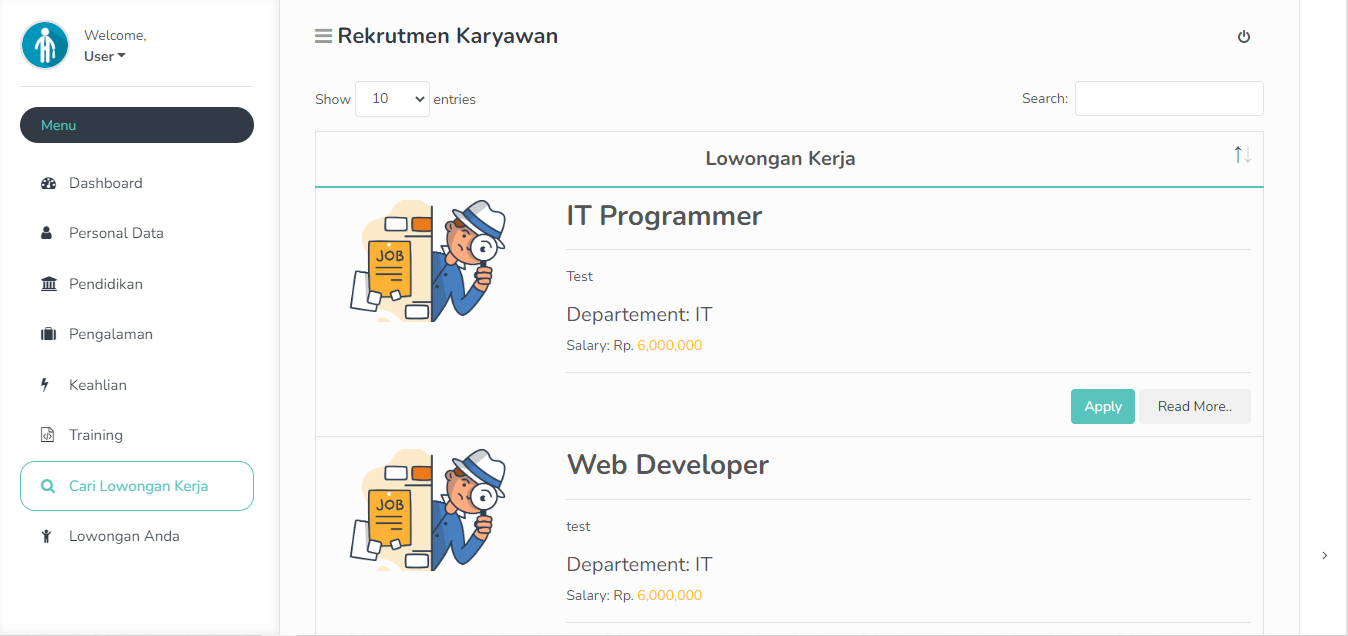 Welcome,
User
Menu
Dashboard
Personal Data
Pendidikan
Pengalaman
Keahlian
Training
Cari Lowongan Kerja
Lowongan Anda
Rekrutmen Karyawan
Show 10 entries
Search:
Lowongan Kerja
JOB
IT Programmer
Test
Departement: IT
Salary: Rp. 6,000,000
Apply
Read More..
JOB
Web Developer
test
Departement: IT
Salary: Rp. 6,000,000